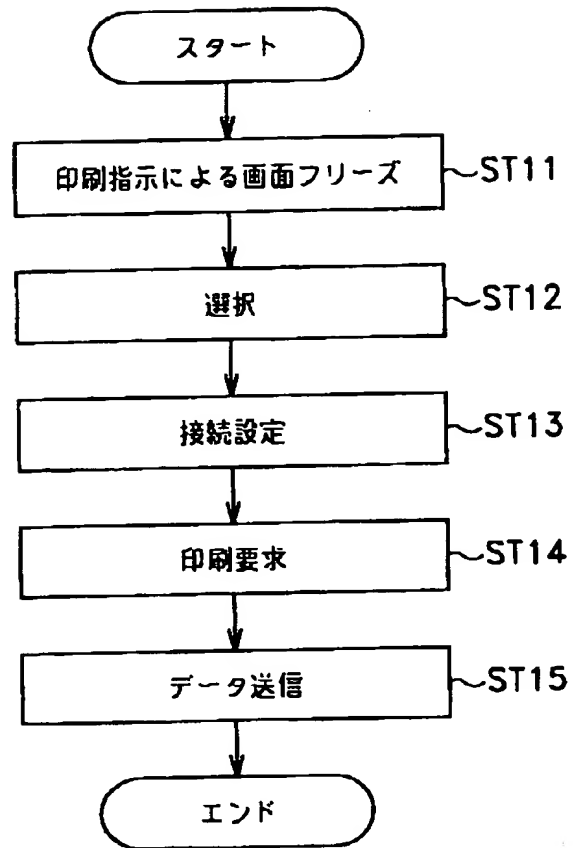 スタート
印刷指示による画面フリーズ ST11
選択 ST12
接続設定 ST13
印刷要求 ST14
データ送信 ST15
エンド